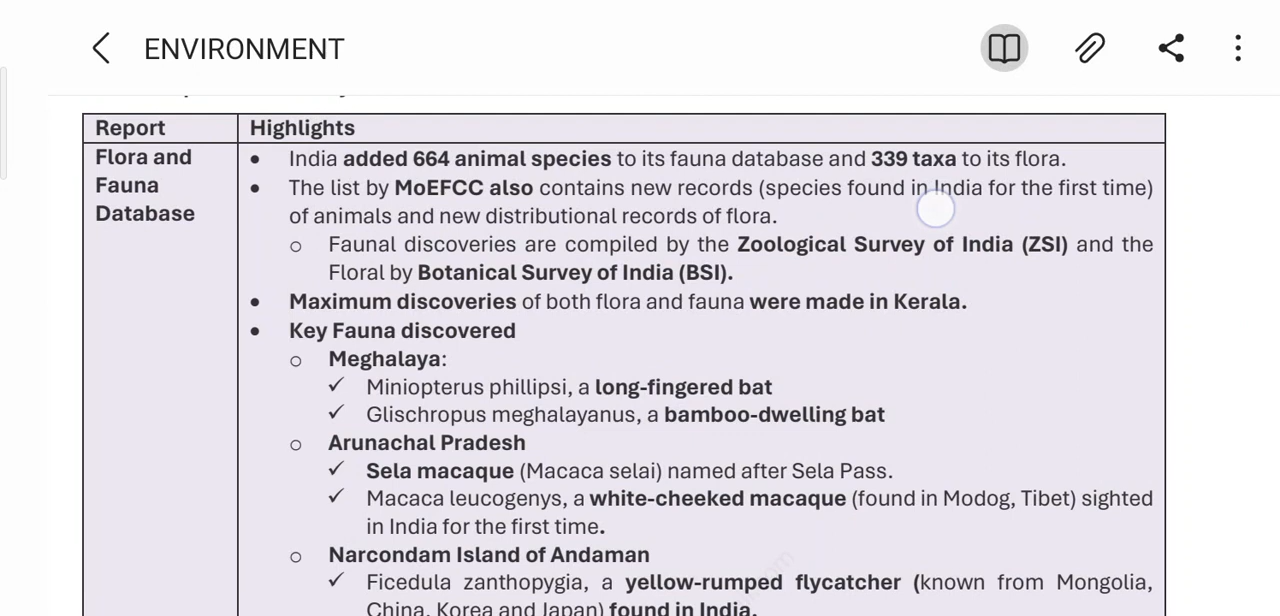 ENVIRONMENT
Report
Highlights
Flora and
Fauna
Database
• India added 664 animal species to its fauna database and 339 taxa to its flora.
• The list by MoEFCC also contains new records (species found in India for the first time)
of animals and new distributional records of flora.
o Faunal discoveries are compiled by the Zoological Survey of India (ZSI) and the
Floral by Botanical Survey of India (BSI).
• Maximum discoveries of both flora and fauna were made in Kerala.
• Key Fauna discovered
o Meghalaya:
✓ Miniopterus phillipsi, a long-fingered bat
✓ Glischropus meghalayanus, a bamboo-dwelling bat
o Arunachal Pradesh
✓ Sela macaque (Macaca selai) named after Sela Pass.
✓ Macaca leucogenys, a white-cheeked macaque (found in Modog, Tibet) sighted
in India for the first time.
o Narcondam Island of Andaman
✓ Ficedula zanthopygia, a yellow-rumped flycatcher (known from Mongolia,
China, Korea and Japan) found in India.